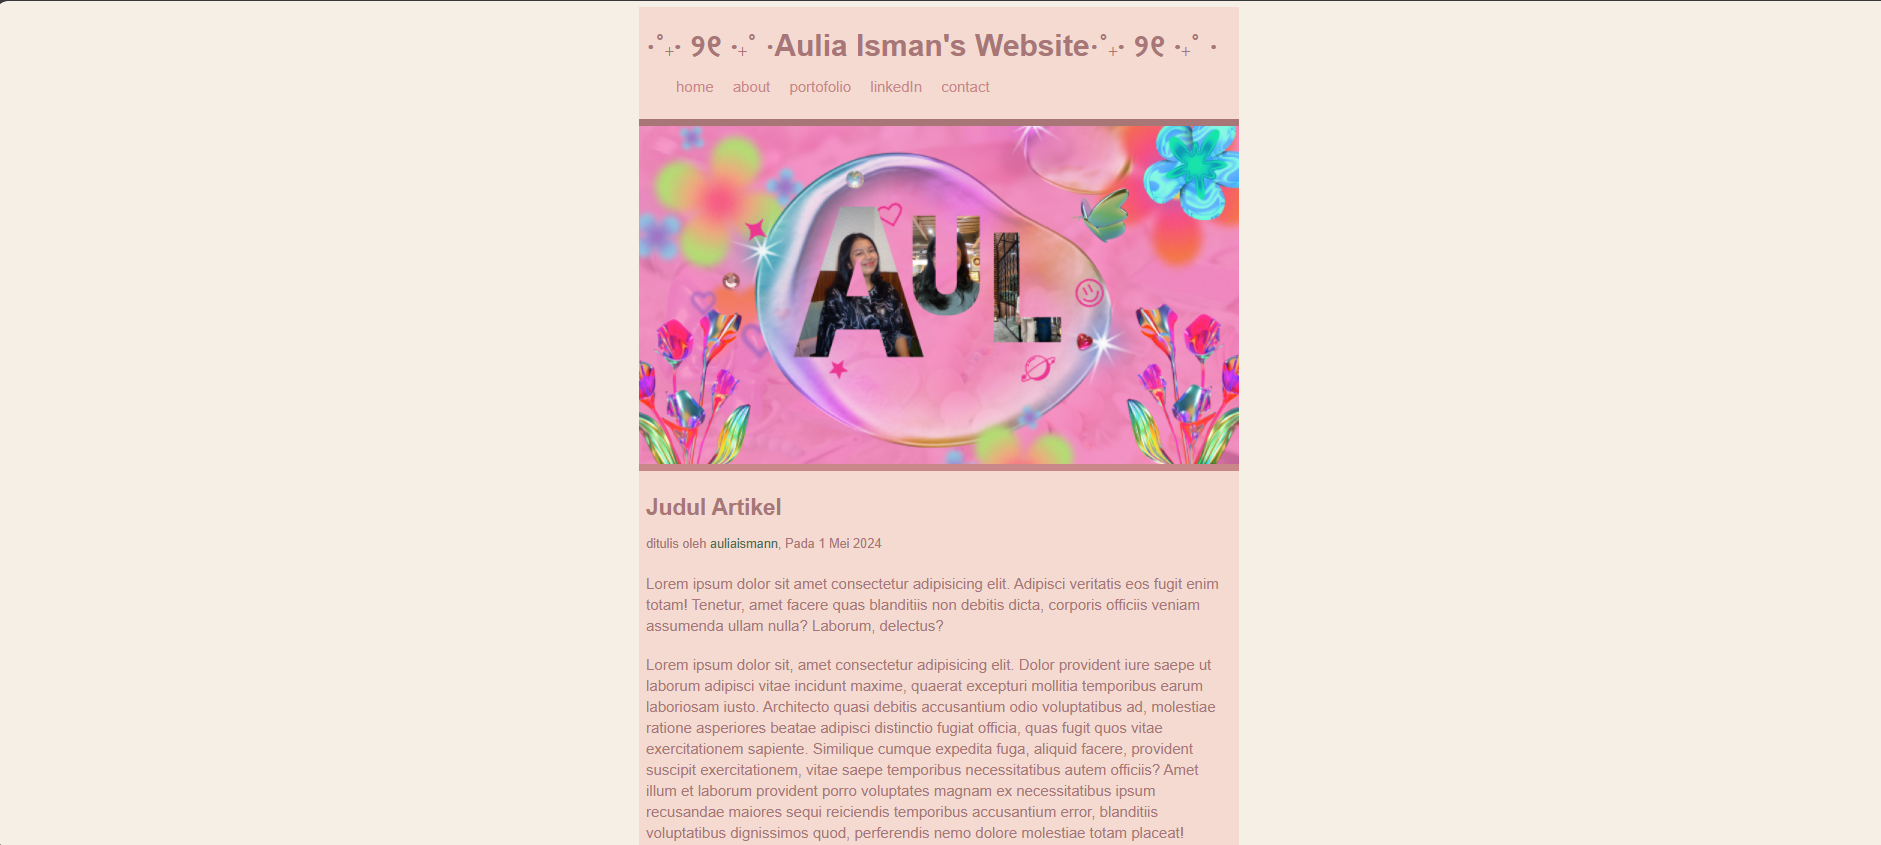 ‧˚₊‧ ୨୧ ‧₊˚ ‧Aulia Isman's Website‧˚₊‧ ୨୧ ‧₊˚ ‧
home about portofolio linkedIn contact
AUL
Judul Artikel
ditulis oleh auliaismann, Pada 1 Mei 2024
Lorem ipsum dolor sit amet consectetur adipisicing elit. Adipisci veritatis eos fugit enim
totam! Tenetur, amet facere quas blanditiis non debitis dicta, corporis officiis veniam
assumenda ullam nulla? Laborum, delectus?
Lorem ipsum dolor sit, amet consectetur adipisicing elit. Dolor provident iure saepe ut
laborum adipisci vitae incidunt maxime, quaerat excepturi mollitia temporibus earum
laboriosam iusto. Architecto quasi debitis accusantium odio voluptatibus ad, molestiae
ratione asperiores beatae adipisci distinctio fugiat officia, quas fugit quos vitae
exercitationem sapiente. Similique cumque expedita fuga, aliquid facere, provident
suscipit exercitationem, vitae saepe temporibus necessitatibus autem officiis? Amet
illum et laborum provident porro voluptates magnam ex necessitatibus ipsum
recusandae maiores sequi reiciendis temporibus accusantium error, blanditiis
voluptatibus dignissimos quod, perferendis nemo dolore molestiae totam placeat!